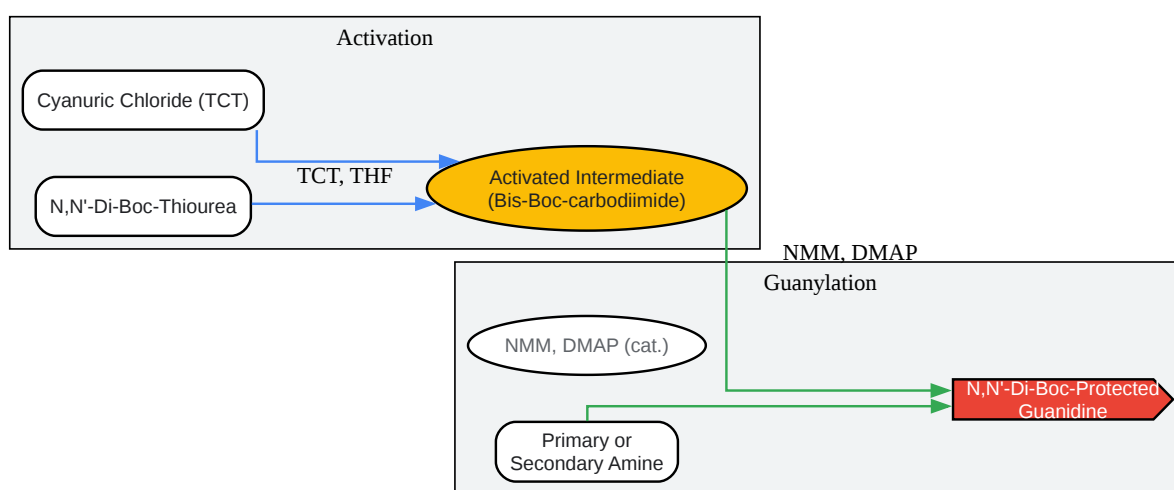 Activation
Cyanuric Chloride (TCT)
TCT, THF
N,N'-Di-Boc-Thiourea
Activated Intermediate
(Bis-Boc-carbodiimide)
NMM, DMAP
Guanylation
NMM, DMAP (cat.)
N,N'-Di-Boc-Protected
Guanidine
Primary or
Secondary Amine